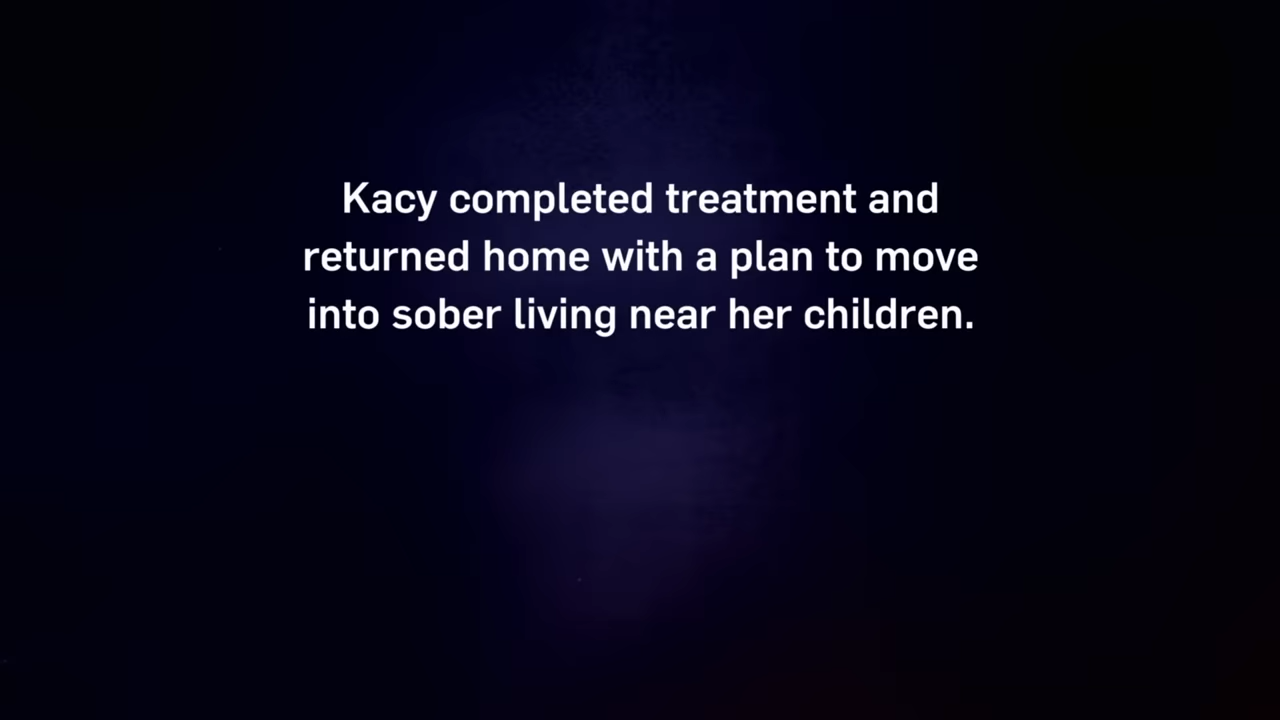 Kacy completed treatment and
returned home with a plan to move
into sober living near her children.